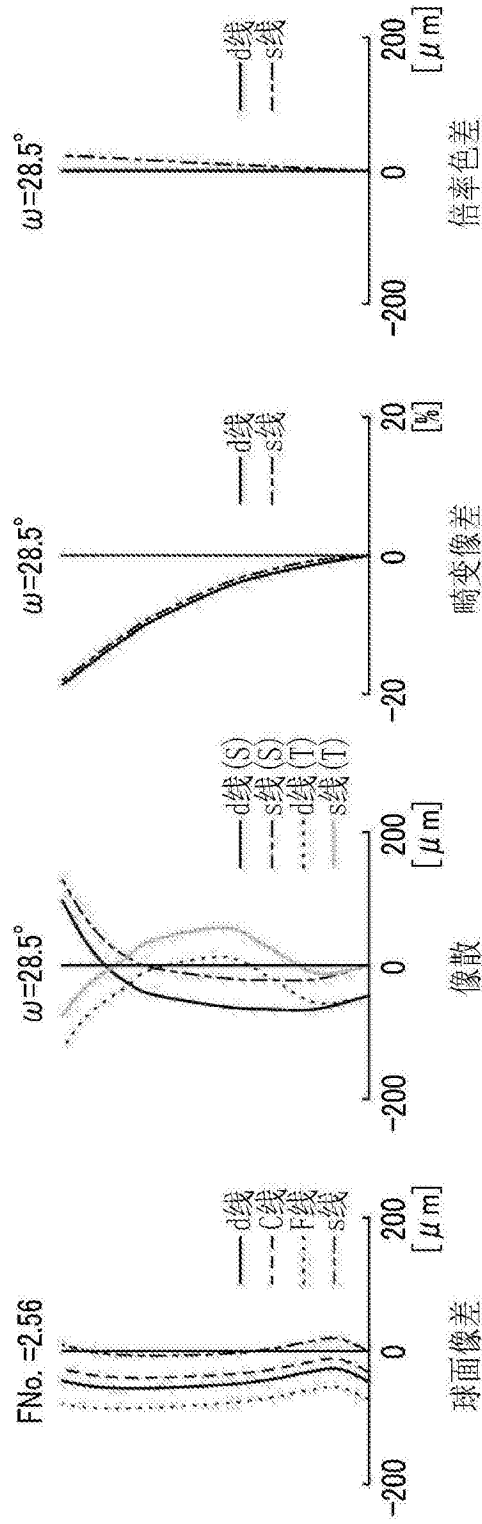 FNo. =2.56
d线
C线
F线
s线
-200
0
200
[μm]
球面像差
ω=28.5°
d线(S)
s线(S)
d线(T)
s线(T)
-200
0
200
[μm]
像散
ω=28.5°
d线
s线
-20
0
20
[%]
畸变像差
ω=28.5°
d线
s线
-200
0
200
[μm]
倍率色差